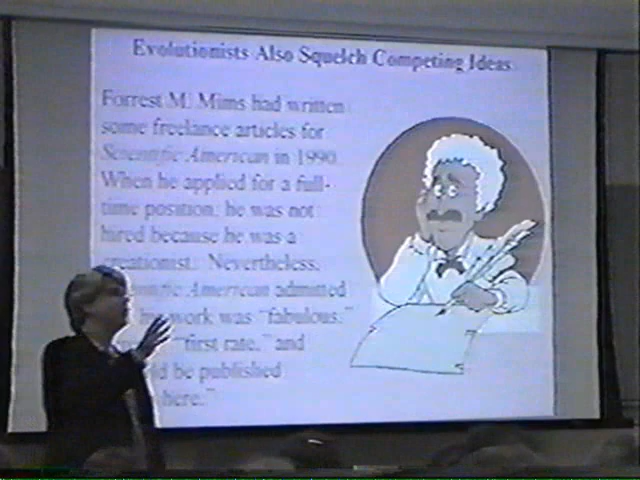 Evolutionists Also Squelch Competing Ideas
Forrest M. Mims had written
some freelance articles for
Scientific American in 1990.
When he applied for a full-
time position, he was not
hired because he was a
creationist. Nevertheless,
American admitted
work was "fabulous,"
"first rate," and
be published
here."